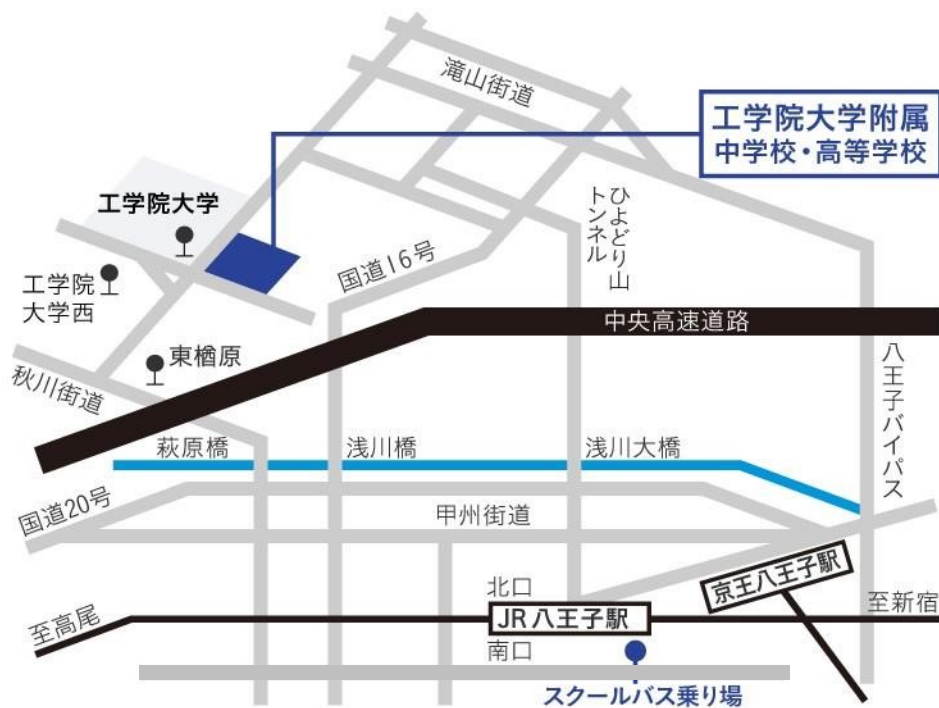 滝山街道
工学院大学附属
中学校・高等学校
工学院大学
ひよどり山
トンネル
国道16号
工学院
大学西
中央高速道路
東楢原
秋川街道
八王子バイパス
萩原橋
浅川橋
浅川大橋
国道20号
甲州街道
京王八王子駅
北口
至新宿
JR八王子駅
至高尾
南口
スクールバス乗り場